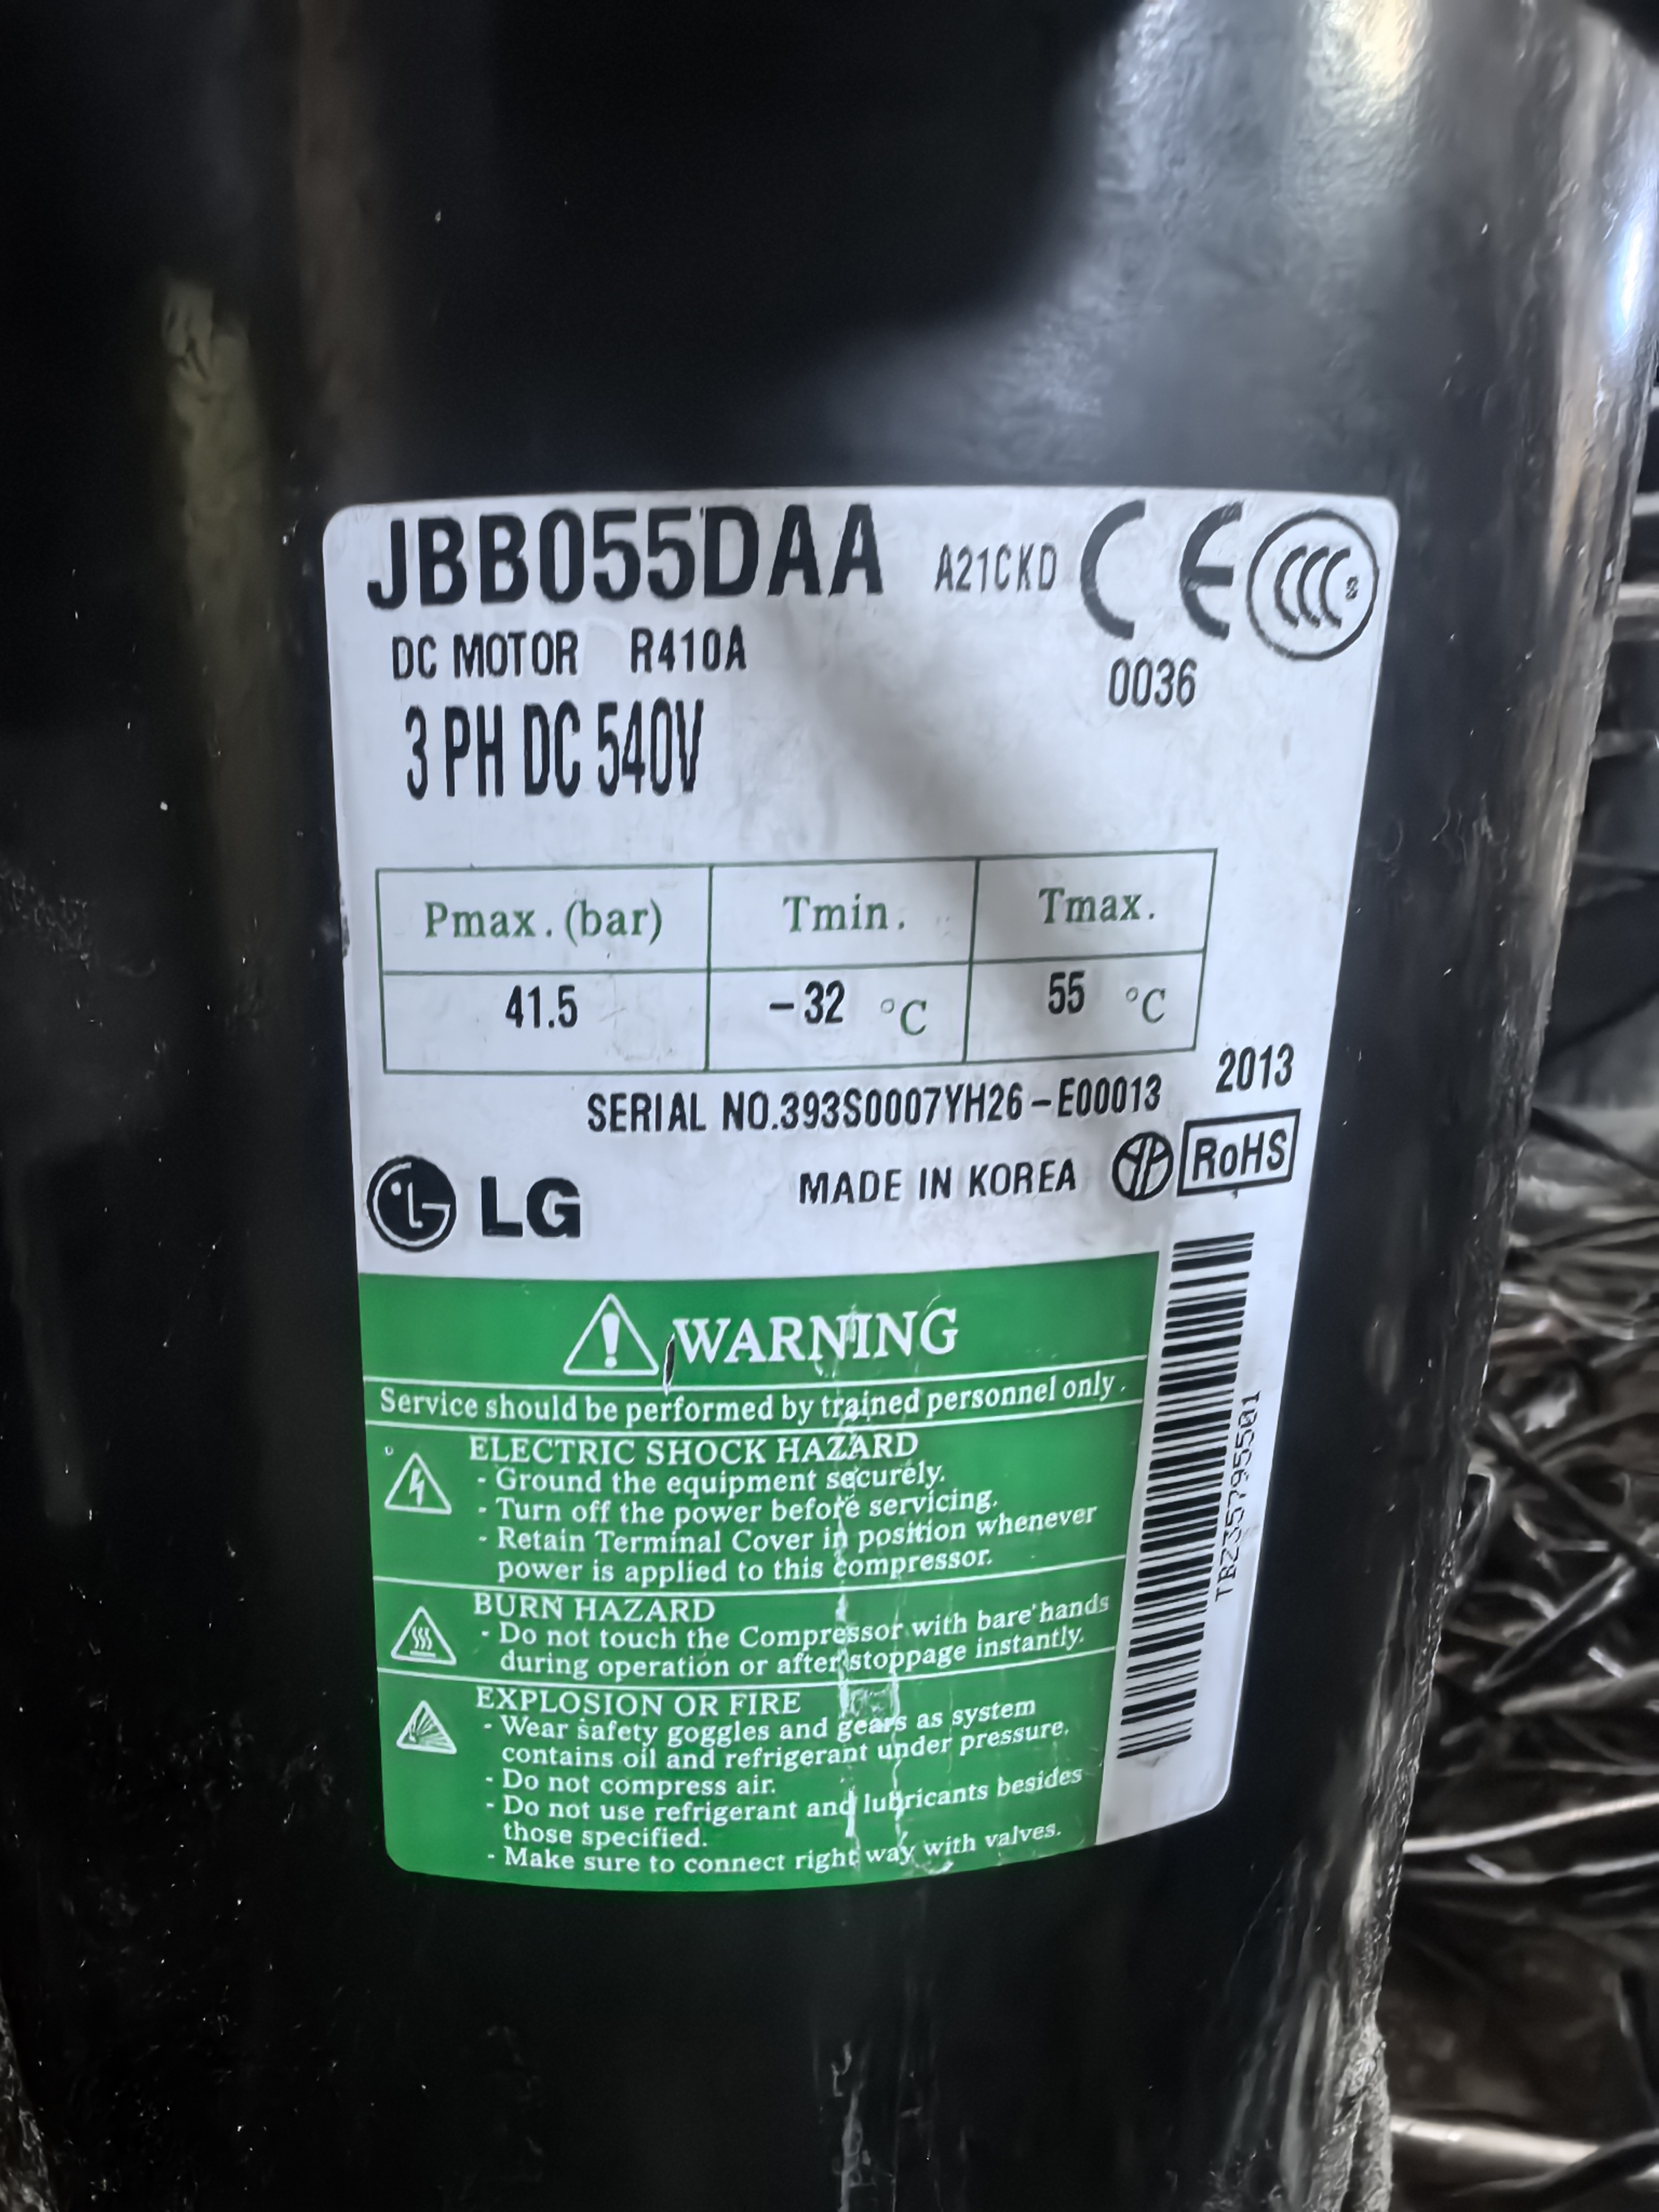 JBB055DAA A21CKD CE CCC S
DC MOTOR R410A
0036
3 PH DC 540V
Pmax. (bar) Tmin. Tmax.
41.5 -32 °C 55 °C
2013
SERIAL NO.393S0007YH26-E00013
LG MADE IN KOREA RoHS
WARNING
Service should be performed by trained personnel only.
ELECTRIC SHOCK HAZARD
- Ground the equipment securely.
- Turn off the power before servicing.
- Retain Terminal Cover in position whenever
power is applied to this compressor.
BURN HAZARD
- Do not touch the Compressor with bare hands
during operation or after stoppage instantly.
EXPLOSION OR FIRE
- Wear safety goggles and gears as system
contains oil and refrigerant under pressure.
- Do not compress air.
- Do not use refrigerant and lubricants besides
those specified.
- Make sure to connect right way with valves.
TBZ35795501